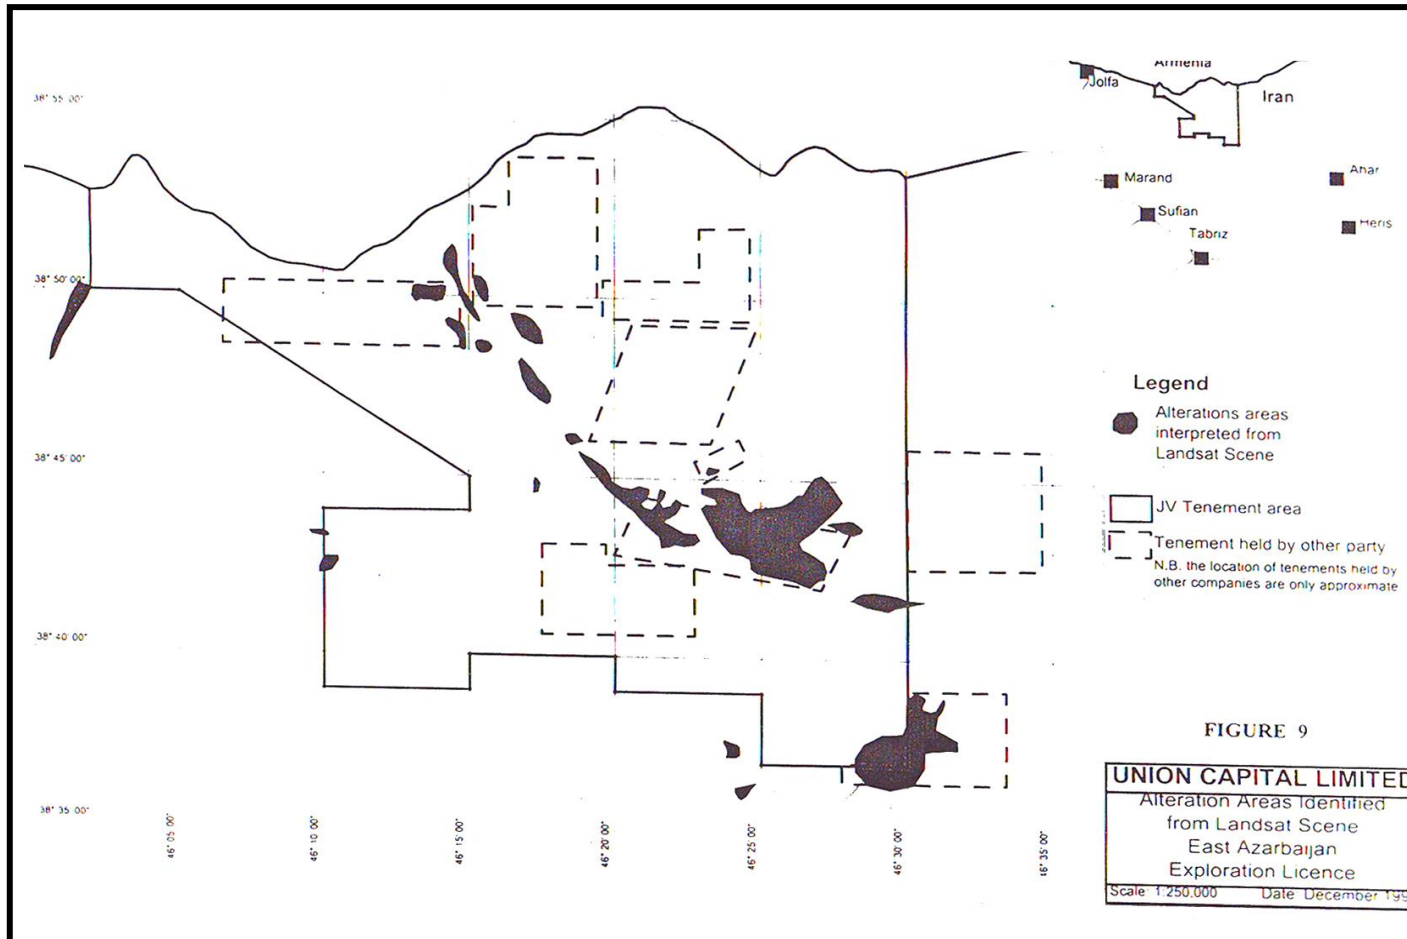 Armenia
Jolfa
Iran
Marand
Ahar
Sufian
Heris
Tabriz
38° 55' 00"
38° 50' 00"
38° 45' 00"
38° 40' 00"
38° 35' 00"
46° 05' 00"
46° 10' 00"
46° 15' 00"
46° 20' 00"
46° 25' 00"
46° 30' 00"
46° 35' 00"
Legend
Alterations areas
interpreted from
Landsat Scene
JV Tenement area
Tenement held by other party
N.B. the location of tenements held by
other companies are only approximate
FIGURE 9
UNION CAPITAL LIMITED
Alteration Areas Identified
from Landsat Scene
East Azarbaijan
Exploration Licence
Scale 1:250,000 Date December